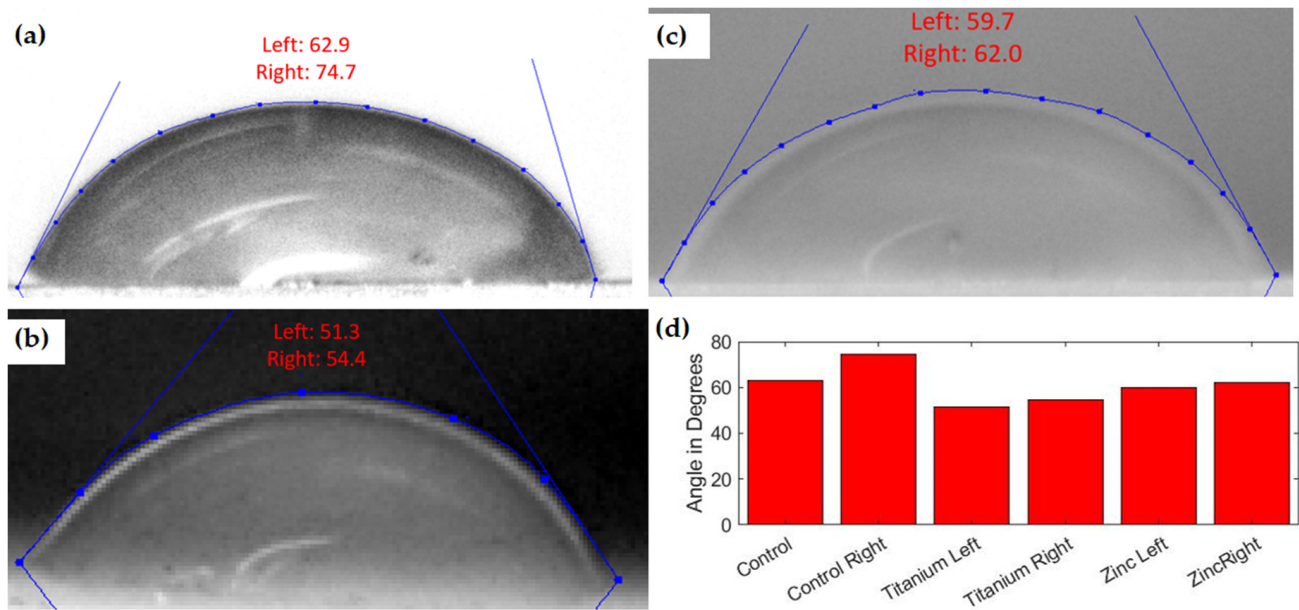 (a)
Left: 62.9
Right: 74.7
(b)
Left: 51.3
Right: 54.4
(c)
Left: 59.7
Right: 62.0
(d)
Angle in Degrees
80
60
40
20
0
Control
Control Right
Titanium Left
Titanium Right
Zinc Left
ZincRight